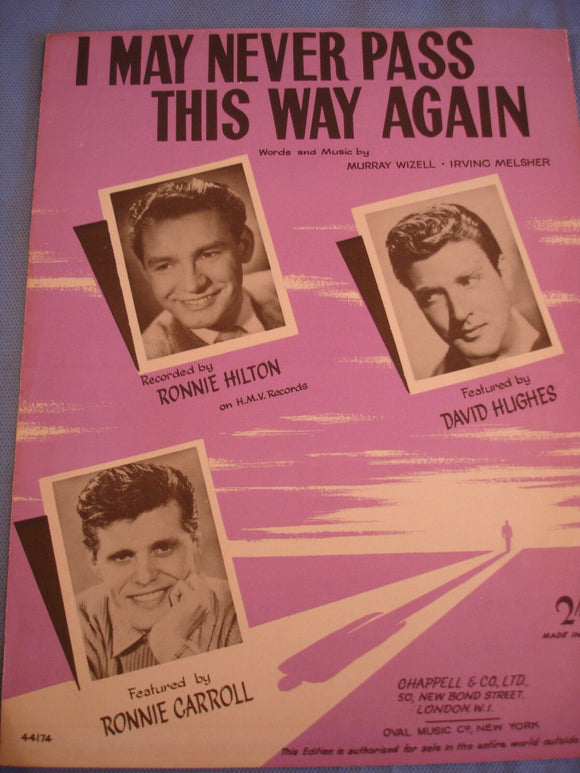 I MAY NEVER PASS
THIS WAY AGAIN
Words and Music by
MURRAY WIZELL · IRVING MELSHER
Recorded by
RONNIE HILTON
on H.M.V. Records
Featured by
DAVID HUGHES
Featured by
RONNIE CARROLL
2/
MADE IN
CHAPPELL & CO. LTD.
50, NEW BOND STREET,
LONDON W.1.
OVAL MUSIC CO, NEW YORK
44174
This Edition is authorised for sale in the entire world outside